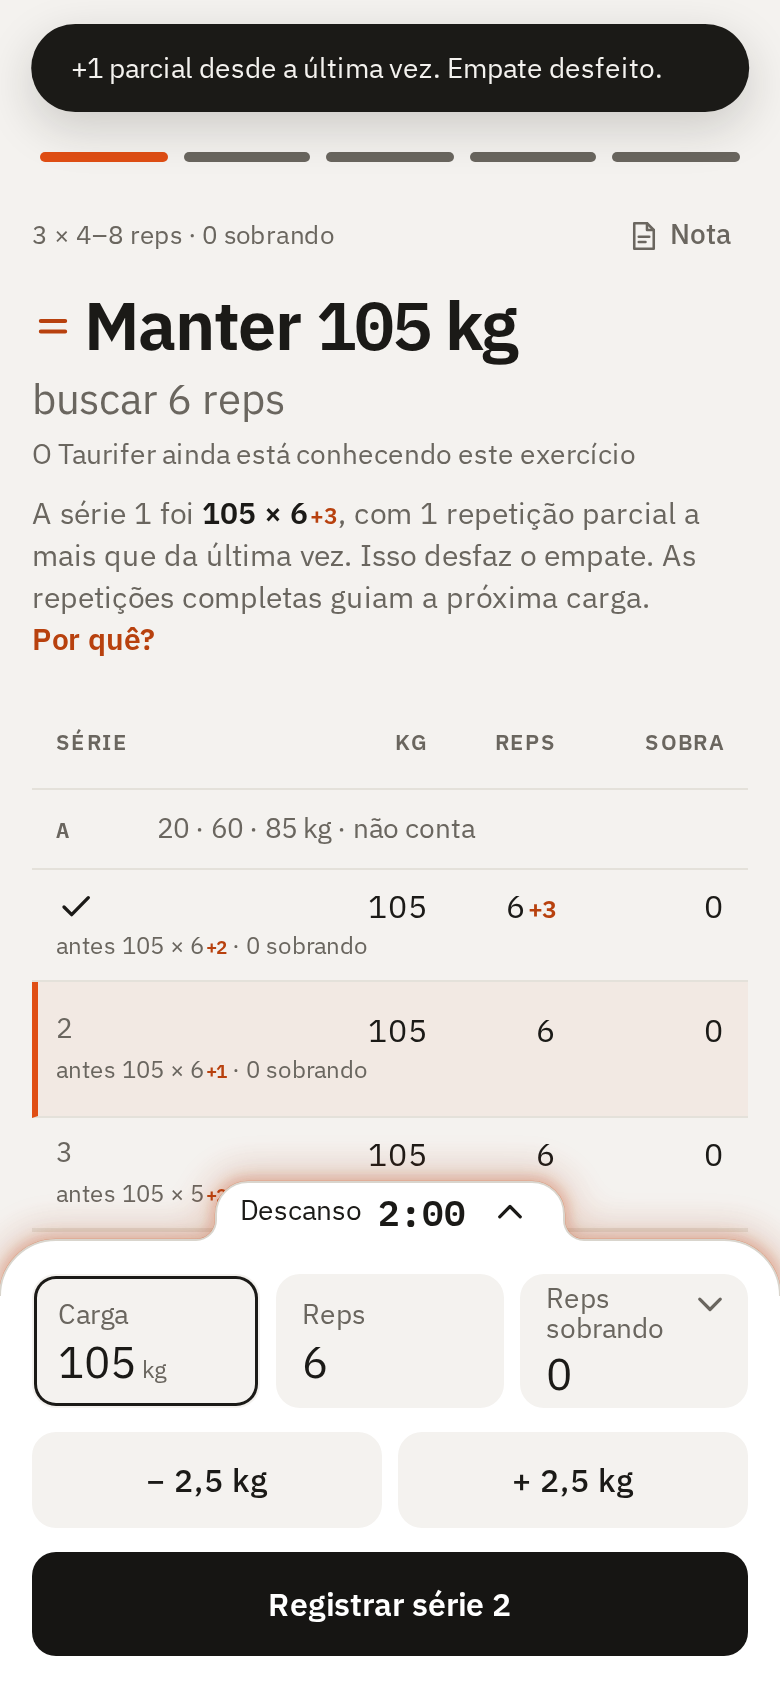 +1 parcial desde a última vez. Empate desfeito.
3 × 4–8 reps · 0 sobrando
Nota
= Manter 105 kg
buscar 6 reps
O Taurifer ainda está conhecendo este exercício
A série 1 foi 105 × 6+3, com 1 repetição parcial a
mais que da última vez. Isso desfaz o empate. As
repetições completas guiam a próxima carga.
Por quê?
SÉRIE KG REPS SOBRA
A 20 · 60 · 85 kg · não conta
✓ 105 6+3 0
antes 105 × 6+2 · 0 sobrando
2 105 6 0
antes 105 × 6+1 · 0 sobrando
3 105 6 0
antes 105 × 5
Descanso 2:00
Carga
105 kg
Reps
6
Reps
sobrando
0
– 2,5 kg
+ 2,5 kg
Registrar série 2